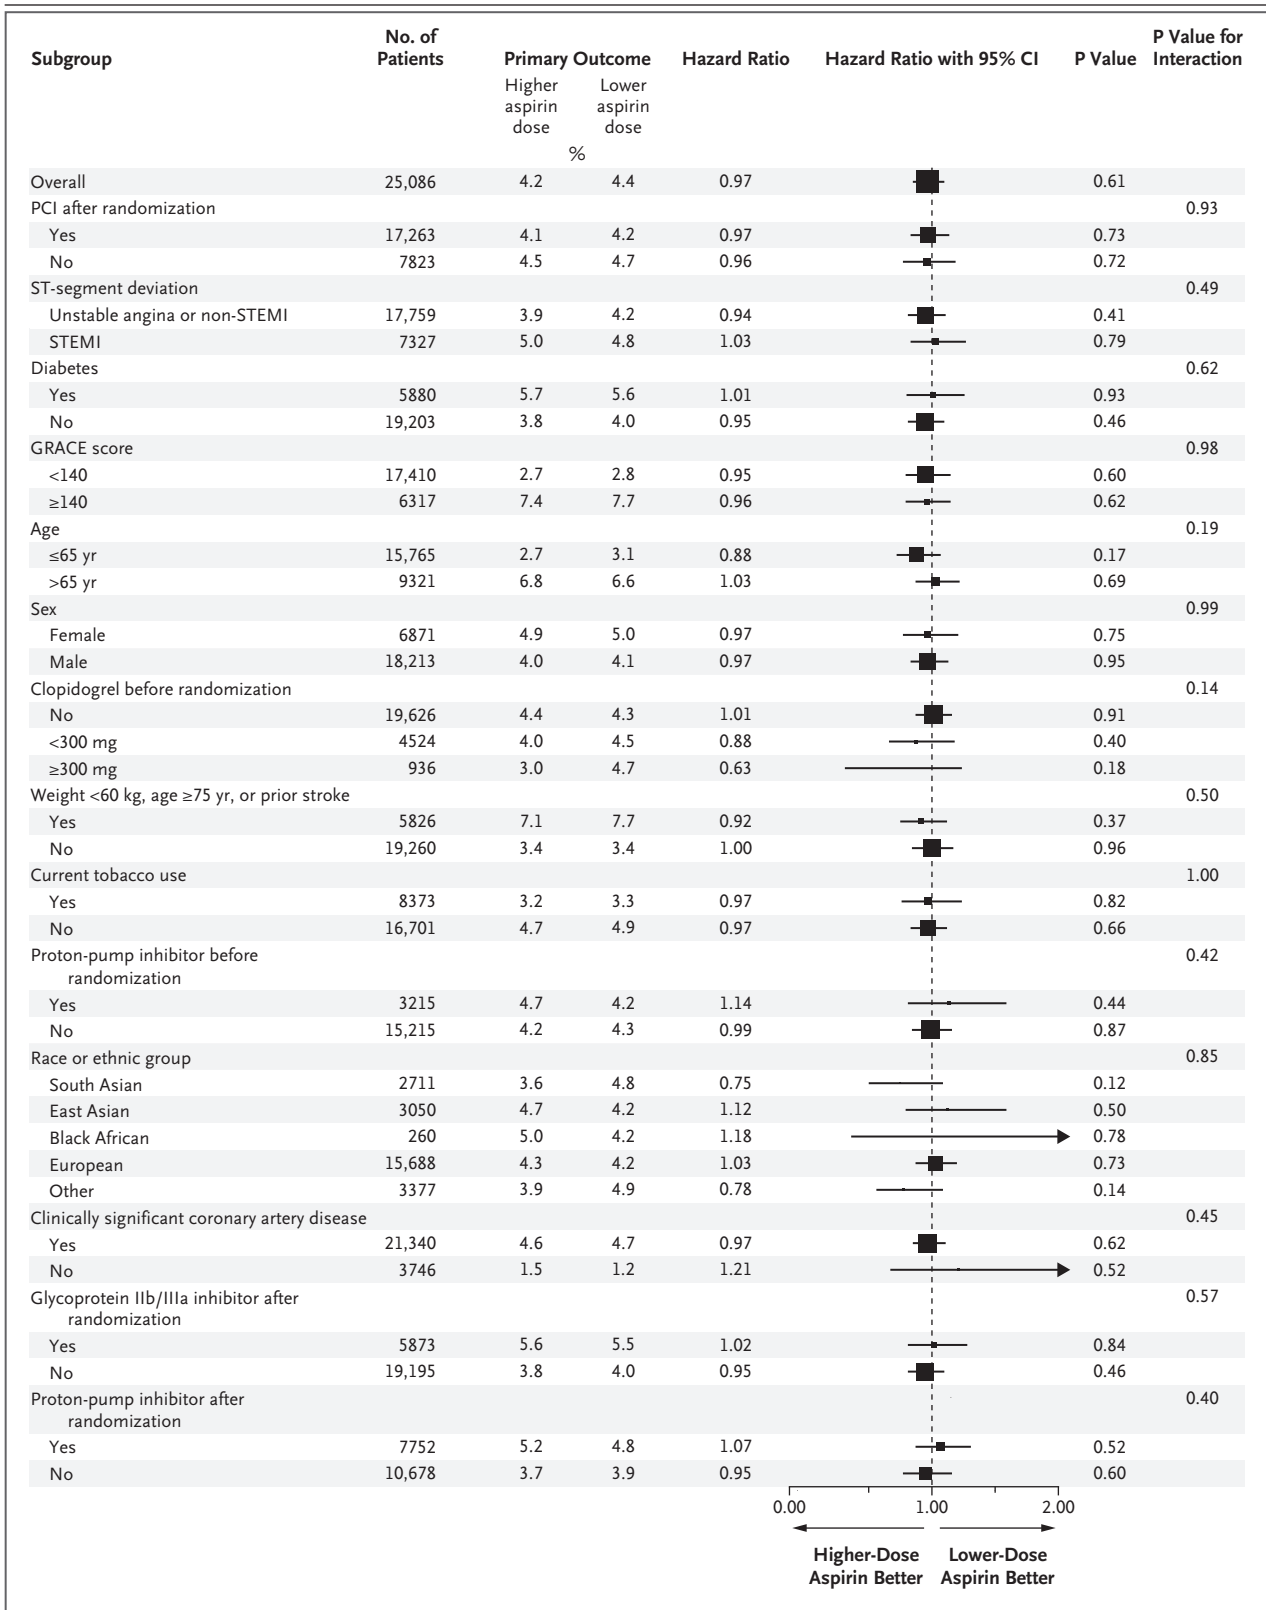 Subgroup No. of Patients Primary Outcome Hazard Ratio Hazard Ratio with 95% CI P Value P Value for Interaction
Higher aspirin dose Lower aspirin dose
%
Overall 25,086 4.2 4.4 0.97 0.61
PCI after randomization 0.93
Yes 17,263 4.1 4.2 0.97 0.73
No 7823 4.5 4.7 0.96 0.72
ST-segment deviation 0.49
Unstable angina or non-STEMI 17,759 3.9 4.2 0.94 0.41
STEMI 7327 5.0 4.8 1.03 0.79
Diabetes 0.62
Yes 5880 5.7 5.6 1.01 0.93
No 19,203 3.8 4.0 0.95 0.46
GRACE score 0.98
<140 17,410 2.7 2.8 0.95 0.60
≥140 6317 7.4 7.7 0.96 0.62
Age 0.19
≤65 yr 15,765 2.7 3.1 0.88 0.17
>65 yr 9321 6.8 6.6 1.03 0.69
Sex 0.99
Female 6871 4.9 5.0 0.97 0.75
Male 18,213 4.0 4.1 0.97 0.95
Clopidogrel before randomization 0.14
No 19,626 4.4 4.3 1.01 0.91
<300 mg 4524 4.0 4.5 0.88 0.40
≥300 mg 936 3.0 4.7 0.63 0.18
Weight <60 kg, age ≥75 yr, or prior stroke 0.50
Yes 5826 7.1 7.7 0.92 0.37
No 19,260 3.4 3.4 1.00 0.96
Current tobacco use 1.00
Yes 8373 3.2 3.3 0.97 0.82
No 16,701 4.7 4.9 0.97 0.66
Proton-pump inhibitor before 0.42
randomization
Yes 3215 4.7 4.2 1.14 0.44
No 15,215 4.2 4.3 0.99 0.87
Race or ethnic group 0.85
South Asian 2711 3.6 4.8 0.75 0.12
East Asian 3050 4.7 4.2 1.12 0.50
Black African 260 5.0 4.2 1.18 0.78
European 15,688 4.3 4.2 1.03 0.73
Other 3377 3.9 4.9 0.78 0.14
Clinically significant coronary artery disease 0.45
Yes 21,340 4.6 4.7 0.97 0.62
No 3746 1.5 1.2 1.21 0.52
Glycoprotein IIb/IIIa inhibitor after 0.57
randomization
Yes 5873 5.6 5.5 1.02 0.84
No 19,195 3.8 4.0 0.95 0.46
Proton-pump inhibitor after 0.40
randomization
Yes 7752 5.2 4.8 1.07 0.52
No 10,678 3.7 3.9 0.95 0.60
0.00 1.00 2.00
Higher-Dose Lower-Dose
Aspirin Better Aspirin Better